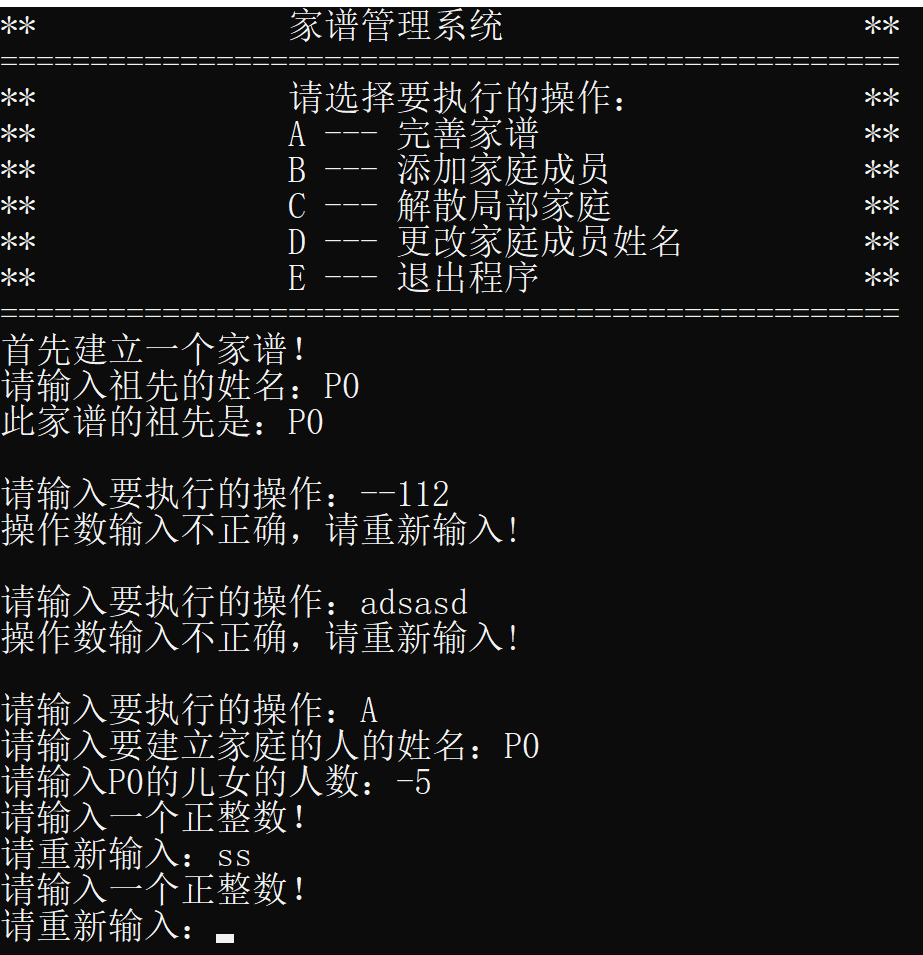 **              家谱管理系统                    **
==================================================
**              请选择要执行的操作：             **
**              A --- 完善家谱                  **
**              B --- 添加家庭成员              **
**              C --- 解散局部家庭              **
**              D --- 更改家庭成员姓名          **
**              E --- 退出程序                  **
==================================================
首先建立一个家谱！
请输入祖先的姓名：P0
此家谱的祖先是：P0
请输入要执行的操作：--112
操作数输入不正确，请重新输入！
请输入要执行的操作：adsasd
操作数输入不正确，请重新输入！
请输入要执行的操作：A
请输入要建立家庭的人的姓名：P0
请输入P0的儿女的人数：-5
请输入一个正整数！
请重新输入：ss
请输入一个正整数！
请重新输入：